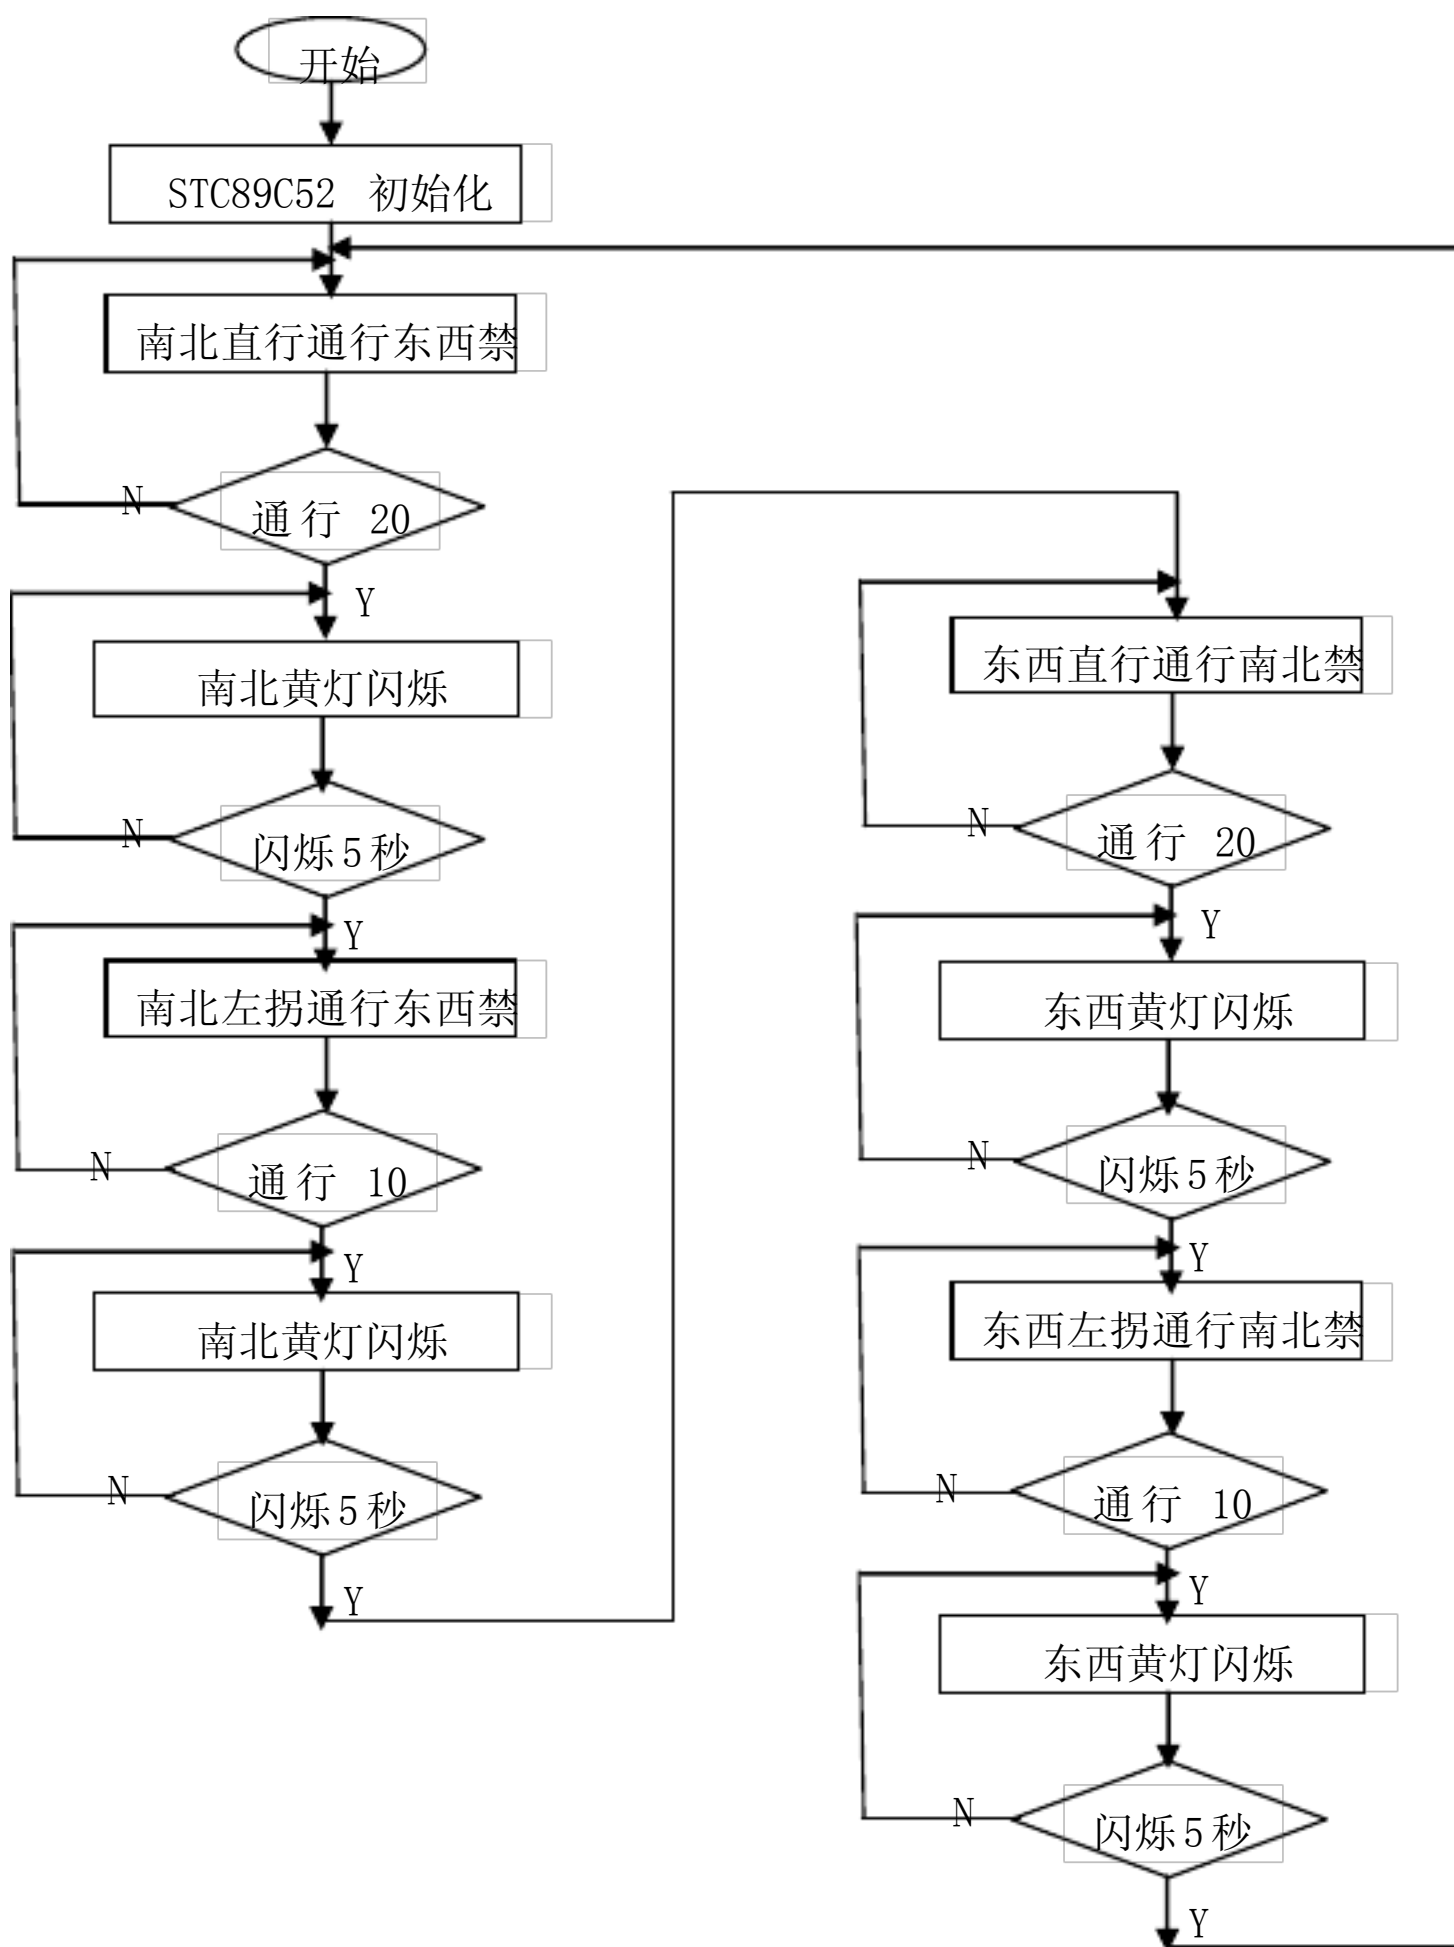 开始
STC89C52 初始化
南北直行通行东西禁
通行 20
N
Y
南北黄灯闪烁
闪烁5秒
N
Y
南北左拐通行东西禁
通行 10
N
Y
南北黄灯闪烁
闪烁5秒
N
Y
东西直行通行南北禁
通行 20
N
Y
东西黄灯闪烁
闪烁5秒
N
Y
东西左拐通行南北禁
通行 10
N
Y
东西黄灯闪烁
闪烁5秒
N
Y